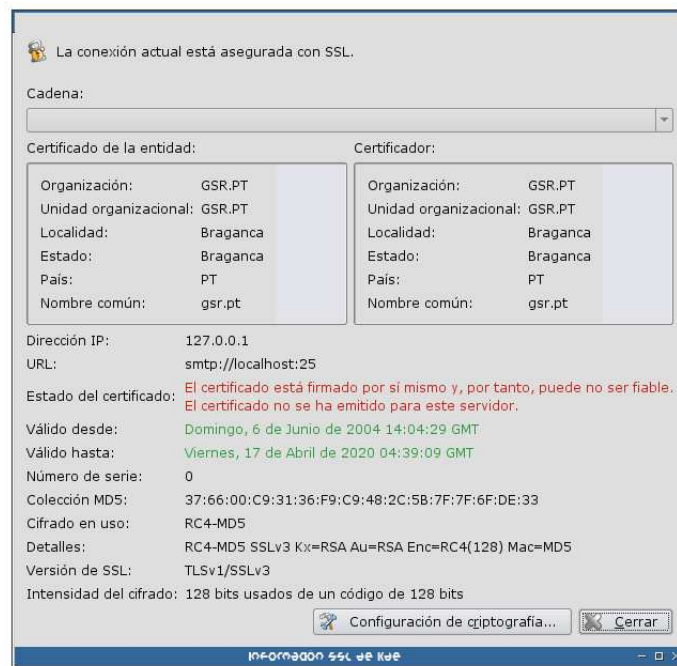 La conexión actual está asegurada con SSL.
Cadena:
Certificado de la entidad:
Organización: GSR.PT
Unidad organizacional: GSR.PT
Localidad: Braganca
Estado: Braganca
País: PT
Nombre común: gsr.pt
Certificador:
Organización: GSR.PT
Unidad organizacional: GSR.PT
Localidad: Braganca
Estado: Braganca
País: PT
Nombre común: gsr.pt
Dirección IP: 127.0.0.1
URL: smtp://localhost:25
Estado del certificado: El certificado está firmado por sí mismo y, por tanto, puede no ser fiable.
El certificado no se ha emitido para este servidor.
Válido desde: Domingo, 6 de Junio de 2004 14:04:29 GMT
Válido hasta: Viernes, 17 de Abril de 2020 04:39:09 GMT
Número de serie: 0
Colección MD5: 37:66:00:C9:31:36:F9:C9:48:2C:5B:7F:7F:6F:DE:33
Cifrado en uso: RC4-MD5
Detalles: RC4-MD5 SSLv3 Kx=RSA Au=RSA Enc=RC4(128) Mac=MD5
Versión de SSL: TLSv1/SSLv3
Intensidad del cifrado: 128 bits usados de un código de 128 bits
Configuración de criptografía... Cerrar
Información SSL de KDE